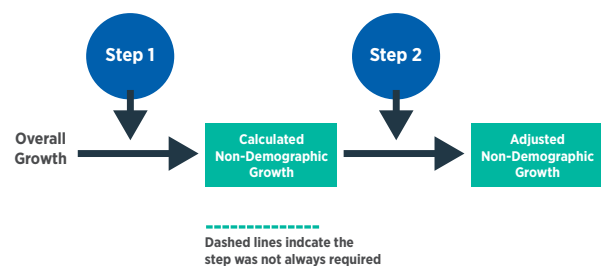 Step 1
Step 2
Overall
Growth
Calculated
Non-Demographic
Growth
Adjusted
Non-Demographic
Growth
Dashed lines indcate the
step was not always required